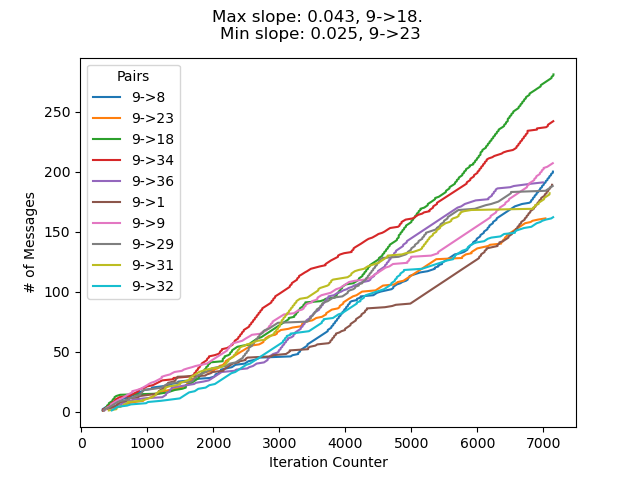 Max slope: 0.043, 9->18.
Min slope: 0.025, 9->23
Pairs
9->8
9->23
9->18
9->34
9->36
9->1
9->9
9->29
9->31
9->32
# of Messages
250
200
150
100
50
0
0 1000 2000 3000 4000 5000 6000 7000
Iteration Counter